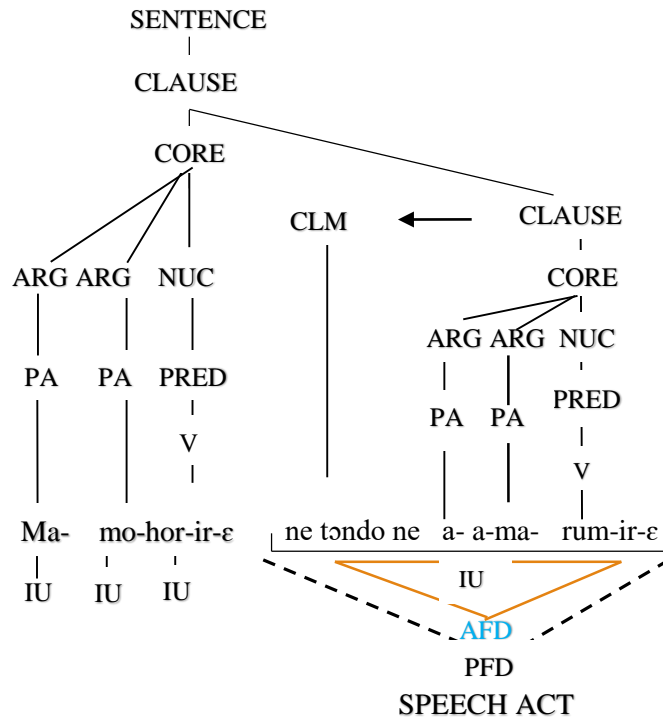 SENTENCE
CLAUSE
CORE
CLM CLAUSE
ARG ARG NUC CORE
ARG ARG NUC
PA PA PRED PRED
PA PA
V V
Ma- mo-hor-ir-ɛ ne tɔndo ne a- a-ma- rum-ir-ɛ
IU IU IU IU
AFD
PFD
SPEECH ACT